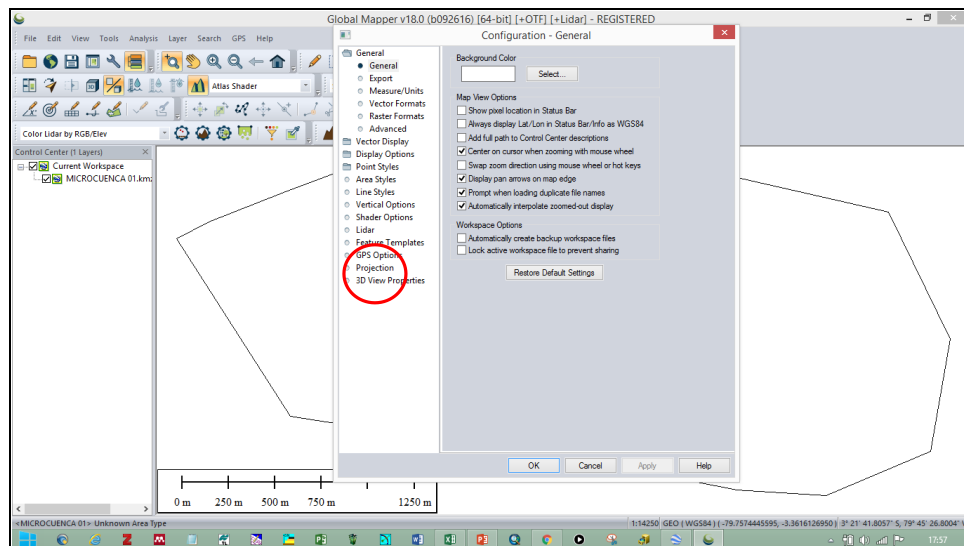 Global Mapper v18.0 (b092616) [64-bit] [+OTF] [+Lidar] - REGISTERED
File Edit View Tools Analysis Layer Search GPS Help
Atlas Shader
Color Lidar by RGB/Elev
Control Center (1 Layers)
Current Workspace
MICROCUENCA 01.kmz
Configuration - General
General
General
Export
Measure/Units
Vector Formats
Raster Formats
Advanced
Vector Display
Display Options
Point Styles
Area Styles
Line Styles
Vertical Options
Shader Options
Lidar
Feature Templates
GPS Options
Projection
3D View Properties
Background Color
Select...
Map View Options
Show pixel location in Status Bar
Always display Lat/Lon in Status Bar/Info as WGS84
Add full path to Control Center descriptions
Center on cursor when zooming with mouse wheel
Swap zoom direction using mouse wheel or hot keys
Display pan arrows on map edge
Prompt when loading duplicate file names
Automatically interpolate zoomed-out display
Workspace Options
Automatically create backup workspace files
Lock active workspace file to prevent sharing
Restore Default Settings
OK Cancel Apply Help
0 m 250 m 500 m 750 m 1250 m
<MICROCUENCA 01> Unknown Area Type
1:14250 GEO ( WGS84 ) ( -79.7574445595, -3.3616126950 ) 3° 21' 41.8057" S, 79° 45' 26.8004"
17:57